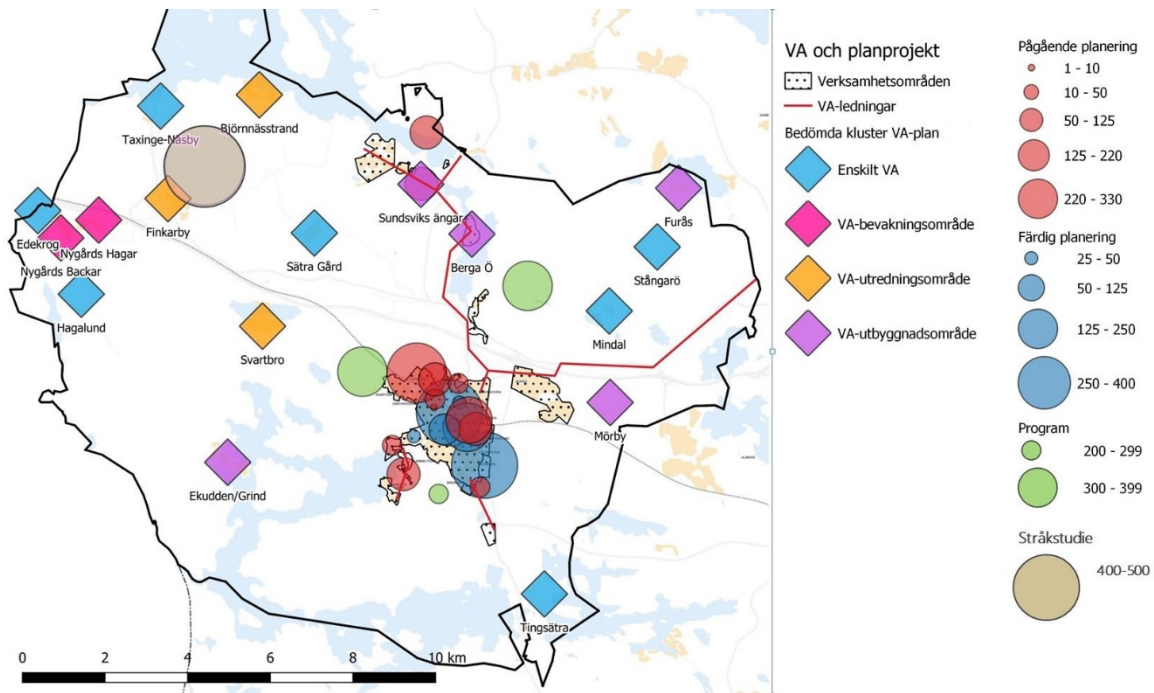 Taxinge-Näsby
Björnnässtrand
Finkarby
Edekrog
Nygårds Hagar
Nygårds Backar
Hagalund
Sätra Gård
Svartbro
Sundsviks ängar
Berga Ö
Furås
Stångarö
Mindal
Mörby
Ekudden/Grind
Tingsätra
0 2 4 6 8 10 km
VA och planprojekt
Verksamhetsområden
VA-ledningar
Bedömda kluster VA-plan
Enskilt VA
VA-bevakningsområde
VA-utredningsområde
VA-utbyggnadsområde
Pågående planering
1 - 10
10 - 50
50 - 125
125 - 220
220 - 330
Färdig planering
25 - 50
50 - 125
125 - 250
250 - 400
Program
200 - 299
300 - 399
Stråkstudie
400-500